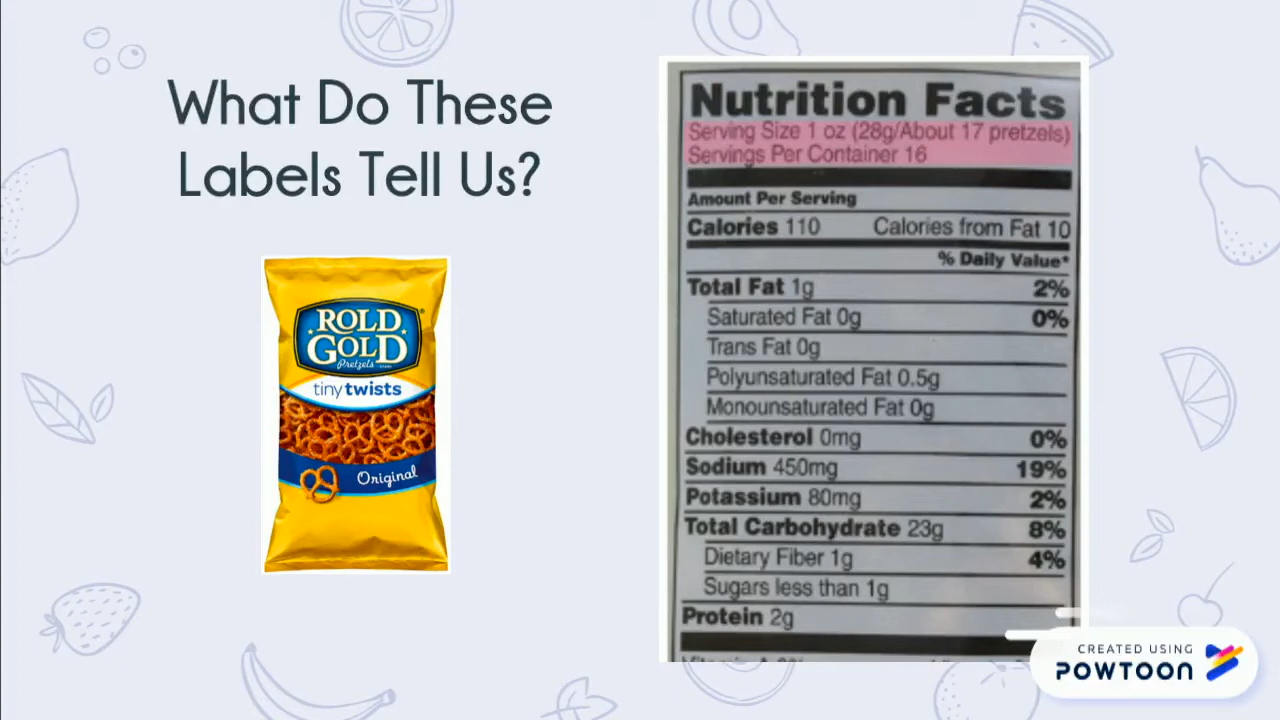 What Do These
Labels Tell Us?
ROLD
GOLD
Pretzels
tiny twists
Original
Nutrition Facts
Serving Size 1 oz (28g/About 17 pretzels)
Servings Per Container 16
Amount Per Serving
Calories 110 Calories from Fat 10
% Daily Value*
Total Fat 1g 2%
Saturated Fat 0g 0%
Trans Fat 0g
Polyunsaturated Fat 0.5g
Monounsaturated Fat 0g
Cholesterol 0mg 0%
Sodium 450mg 19%
Potassium 80mg 2%
Total Carbohydrate 23g 8%
Dietary Fiber 1g 4%
Sugars less than 1g
Protein 2g
CREATED USING
POWTOON